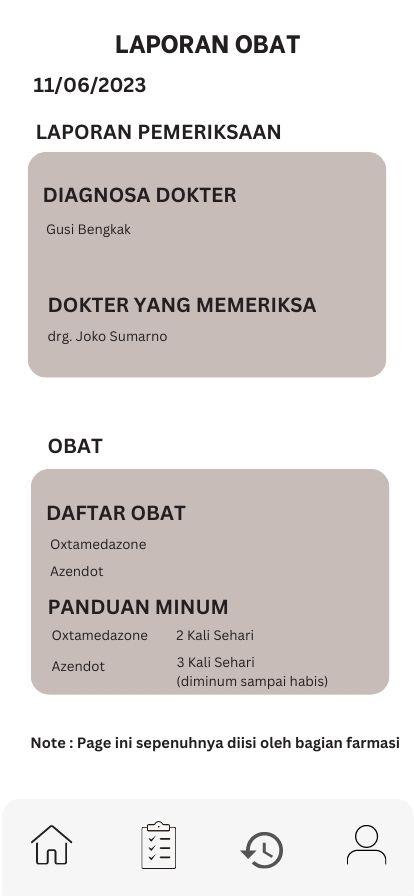 LAPORAN OBAT
11/06/2023
LAPORAN PEMERIKSAAN
DIAGNOSA DOKTER
Gusi Bengkak
DOKTER YANG MEMERIKSA
drg. Joko Sumarno
OBAT
DAFTAR OBAT
Oxtamedazone
Azendot
PANDUAN MINUM
Oxtamedazone 2 Kali Sehari
Azendot 3 Kali Sehari
(diminum sampai habis)
Note : Page ini sepenuhnya diisi oleh bagian farmasi